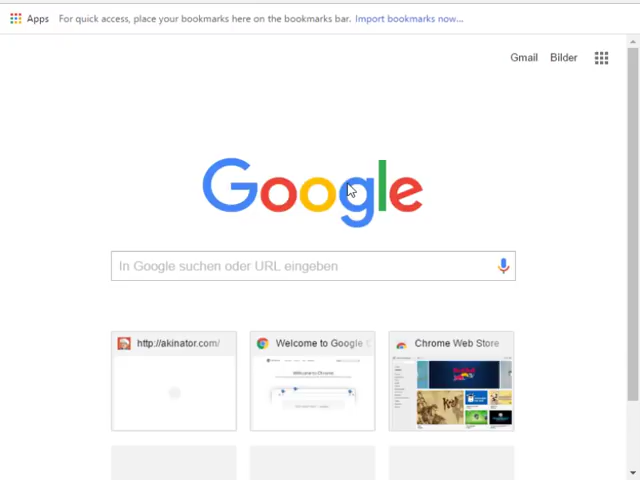 Apps For quick access, place your bookmarks here on the bookmarks bar. Import bookmarks now...
Gmail Bilder
Google
In Google suchen oder URL eingeben
http://akinator.com/ Welcome to Google Chrome Web Store